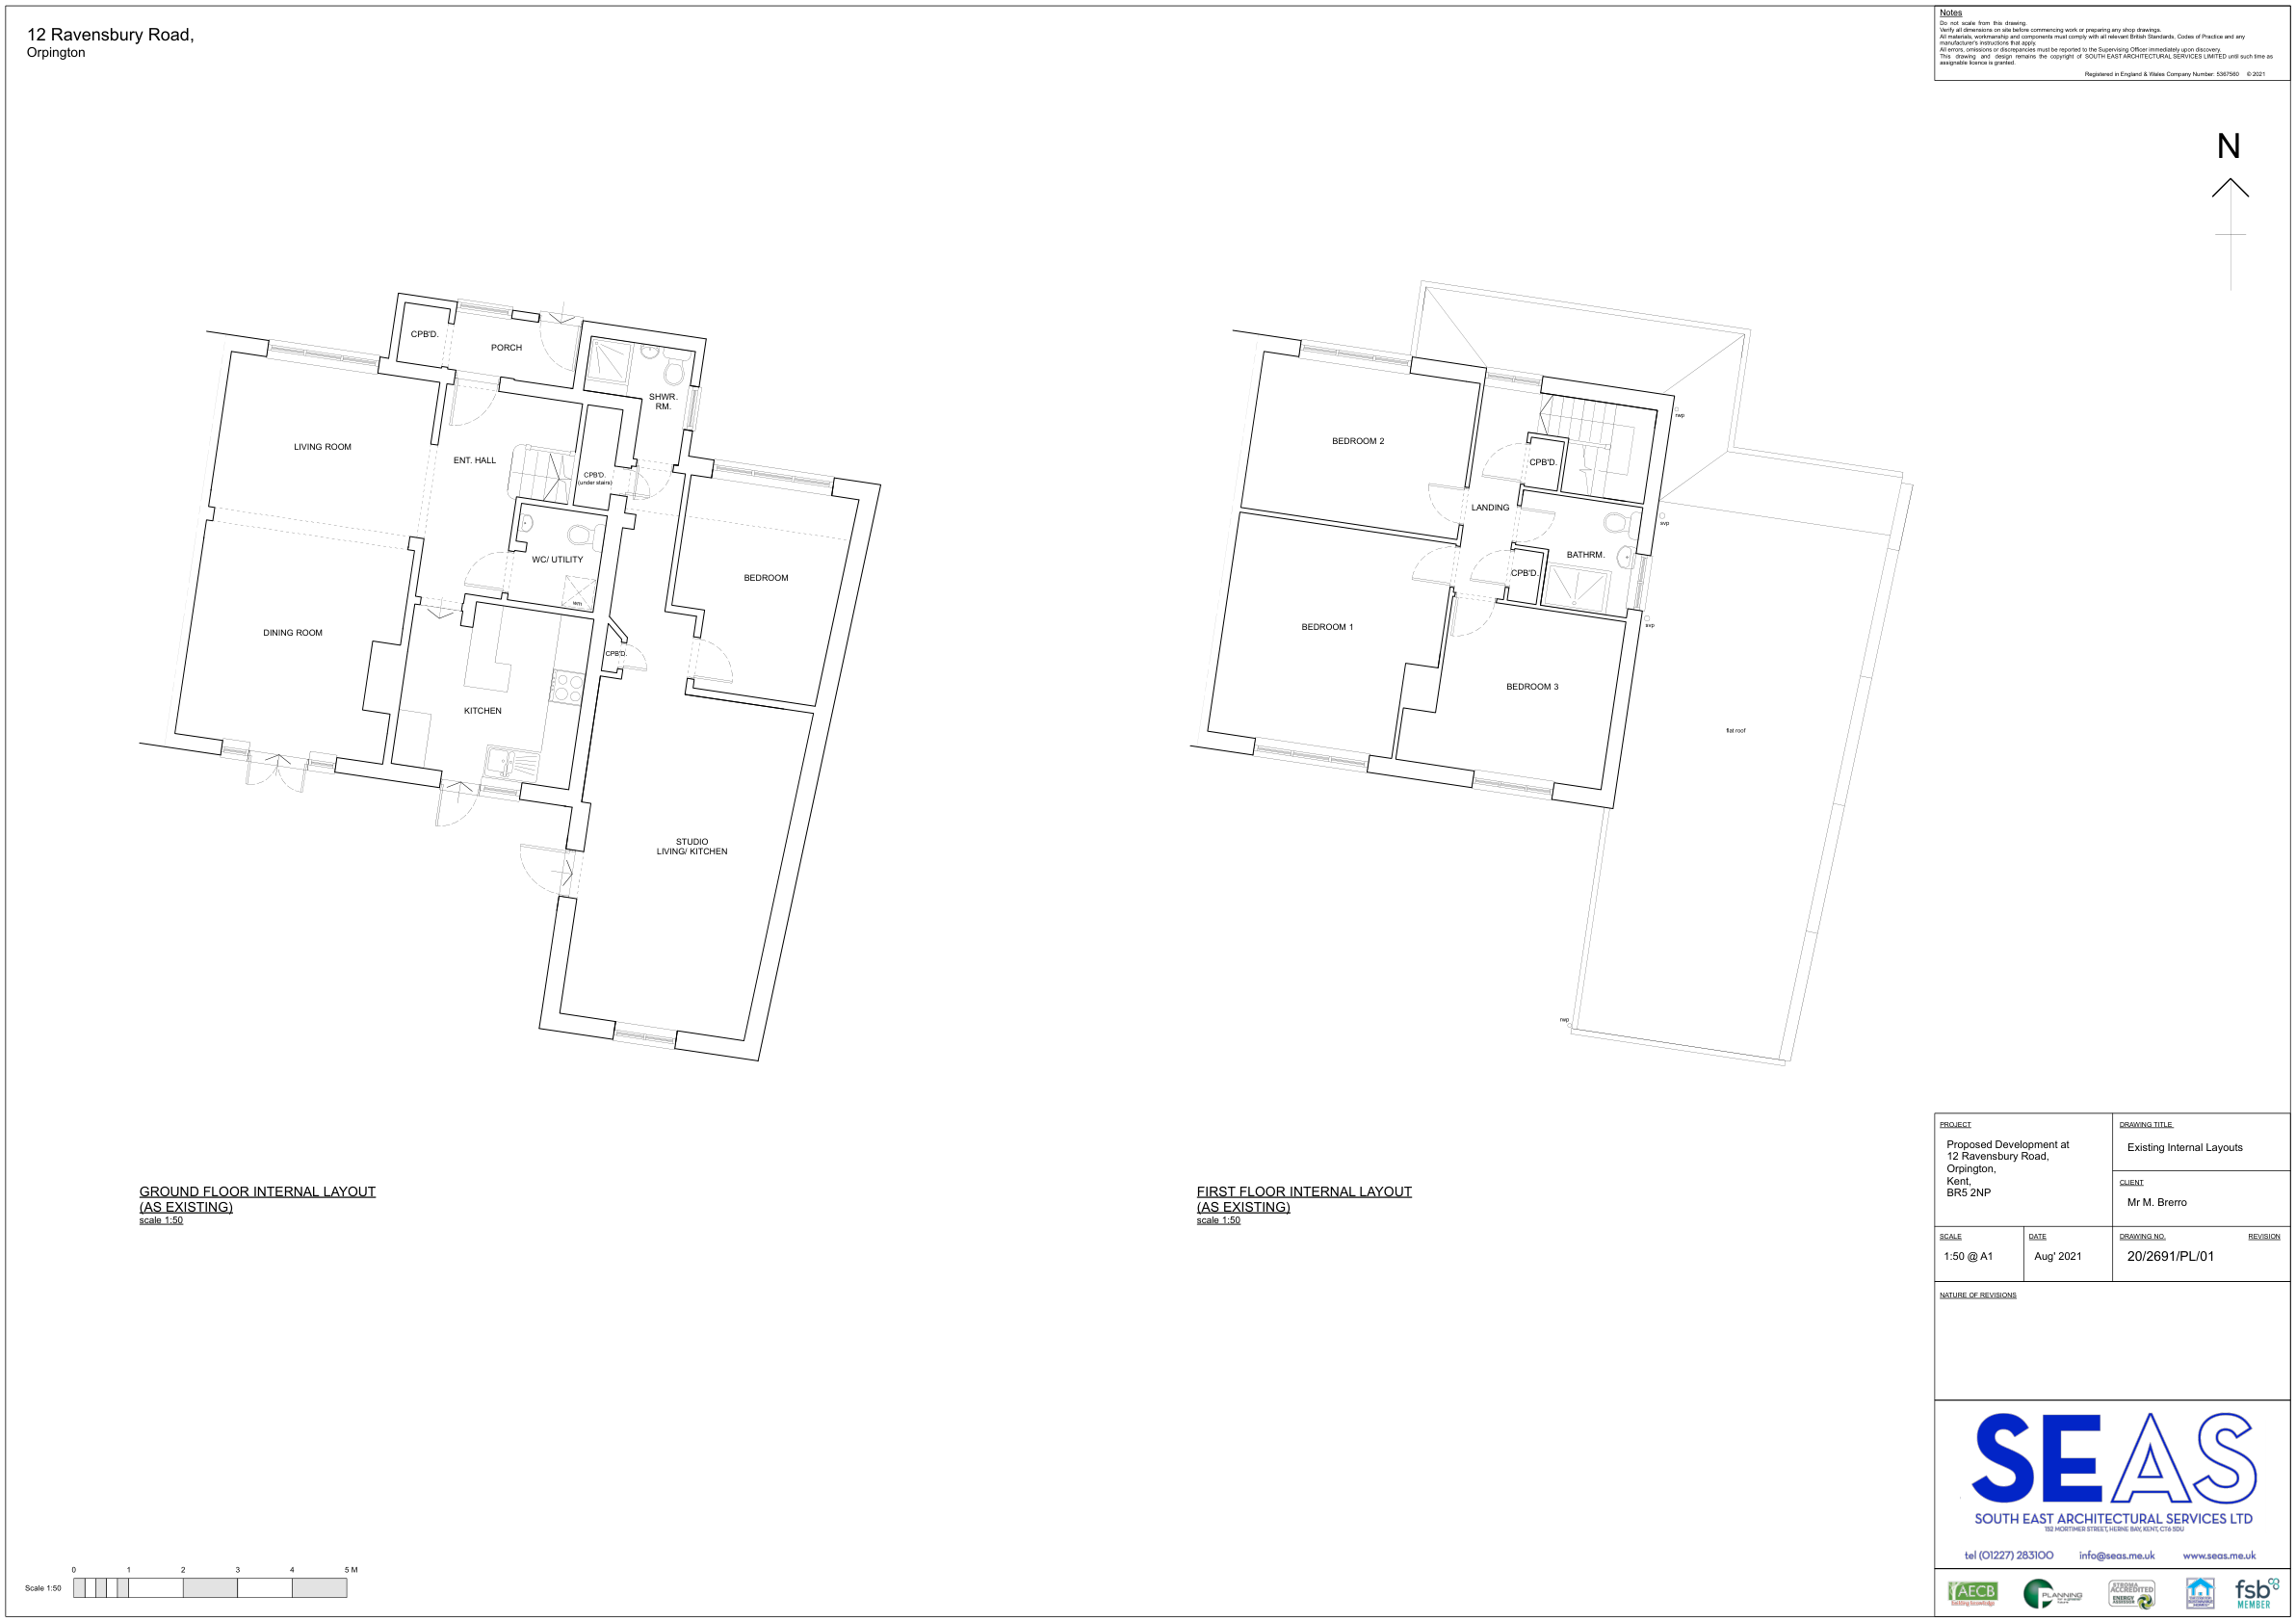 12 Ravensbury Road,
Orpington
Notes
Do not scale from this drawing.
Verify all dimensions on site before commencing work or preparing any shop drawings.
All materials, workmanship and components must comply with all relevant British Standards, Codes of Practice and any
manufacturer's instructions that apply.
All errors, omissions or discrepancies must be reported to the Supervising Officer immediately upon discovery.
This drawing and design remains the copyright of SOUTH EAST ARCHITECTURAL SERVICES LIMITED until such time as
assignable licence is granted.
Registered in England & Wales Company Number: 5367560 © 2021
N
CPB'D.
PORCH
SHWR.
RM.
LIVING ROOM
ENT. HALL
CPB'D.
(under stairs)
WC/ UTILITY
wm
BEDROOM
DINING ROOM
CPB'D.
KITCHEN
STUDIO
LIVING/ KITCHEN
BEDROOM 2
CPB'D.
LANDING
BATHRM.
CPB'D.
BEDROOM 1
BEDROOM 3
rwp
svp
svp
flat roof
rwp
GROUND FLOOR INTERNAL LAYOUT
(AS EXISTING)
scale 1:50
FIRST FLOOR INTERNAL LAYOUT
(AS EXISTING)
scale 1:50
Scale 1:50
0 1 2 3 4 5 M
PROJECT
Proposed Development at
12 Ravensbury Road,
Orpington,
Kent,
BR5 2NP
DRAWING TITLE
Existing Internal Layouts
CLIENT
Mr M. Brerro
SCALE
1:50 @ A1
DATE
Aug' 2021
DRAWING NO.
20/2691/PL/01
REVISION
NATURE OF REVISIONS
SEAS
SOUTH EAST ARCHITECTURAL SERVICES LTD
152 MORTIMER STREET, HERNE BAY, KENT, CT6 5DU
tel (01227) 283100 info@seas.me.uk www.seas.me.uk
AECB
building knowledge
PLANNING
STROMA
ACCREDITED
ENERGY
ASSESSOR
fsb
MEMBER